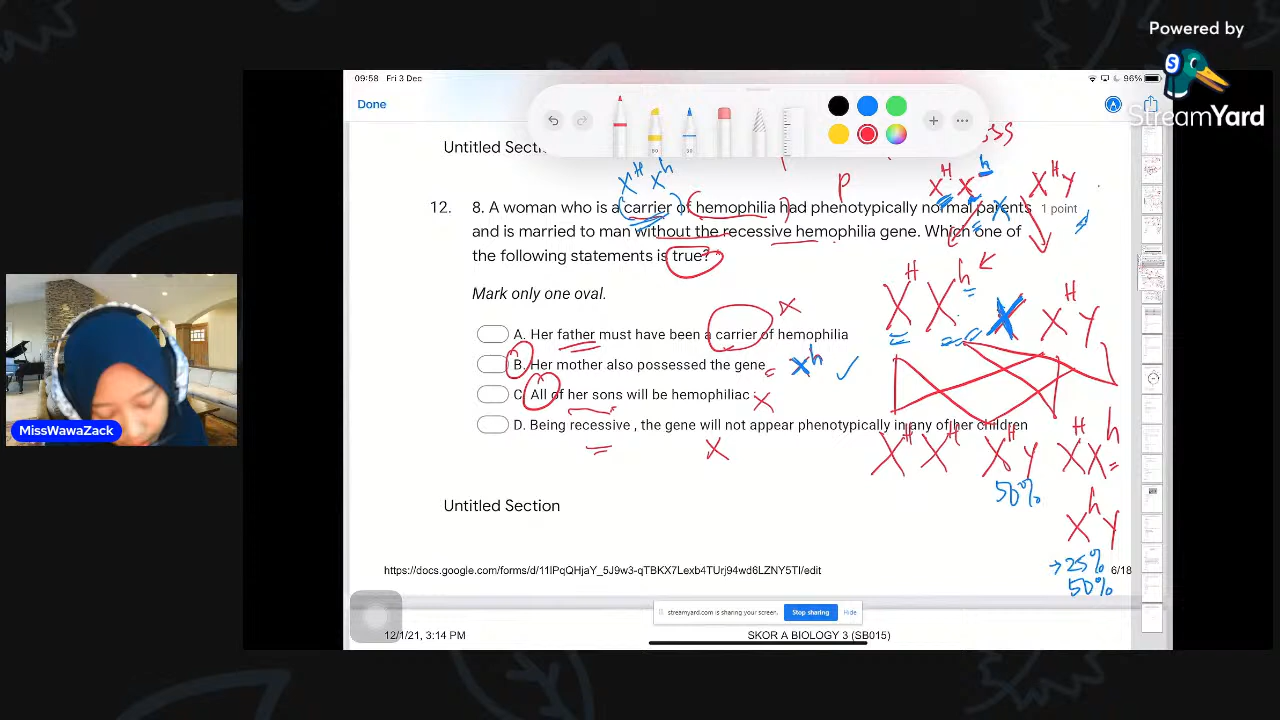 Powered by
StreamYard
09:58 Fri 3 Dec
96%
Done
Untitled Secti
ss
X^H X^h
p
X^H X^h
X^H Y
12. 8. A woman who is a carrier of hemophilia had phenotypically normal parents 1 point
and is married to man without the recessive hemophilia gene. Which one of
the following statements is true?
Mark only one oval.
X^H X^h
X^H Y
A. Her father must have been a carrier of hemophilia
B. Her mother also possessed the gene X^h ✓
C. All of her sons will be hemophiliac X
D. Being recessive , the gene will not appear phenotypically in any of her children
X
X^H X^H X^H Y X^H X^h
50%
X^h Y
→25%
50%
Untitled Section
https://docs.google.com/forms/d/11lPqQHjaY_5J9w3-qTBKX7Lexb4TUrj94wd6LZNY5TI/edit 6/18
streamyard.com is sharing your screen. Stop sharing Hide
12/1/21, 3:14 PM SKOR A BIOLOGY 3 (SB015)
MissWawaZack